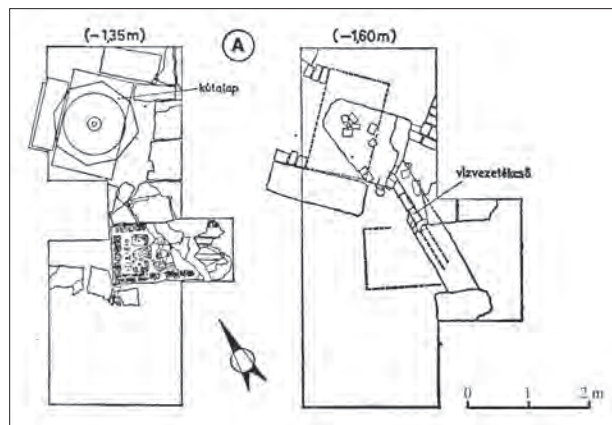 (-1,35m)
A
(-1,60m)
kútalap
vízvezetékcső
0 1 2 m